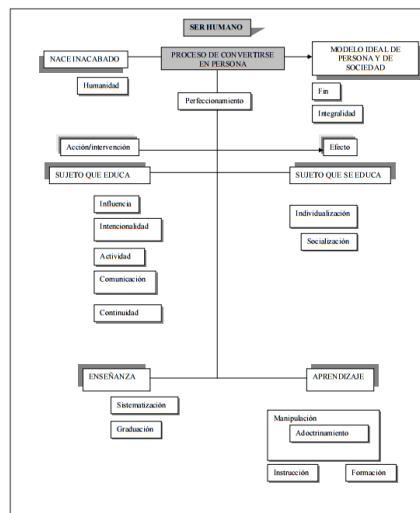 SER HUMANO
NACE INACABADO
PROCESO DE CONVERTIRSE
EN PERSONA
MODELO IDEAL DE
PERSONA Y DE
SOCIEDAD
Humanidad
Perfeccionamiento
Fin
Integralidad
Acción/intervención
Efecto
SUJETO QUE EDUCA
SUJETO QUE SE EDUCA
Influencia
Intencionalidad
Actividad
Comunicación
Continuidad
Individualización
Socialización
ENSEÑANZA
APRENDIZAJE
Sistematización
Graduación
Manipulación
Adoctrinamiento
Instrucción
Formación